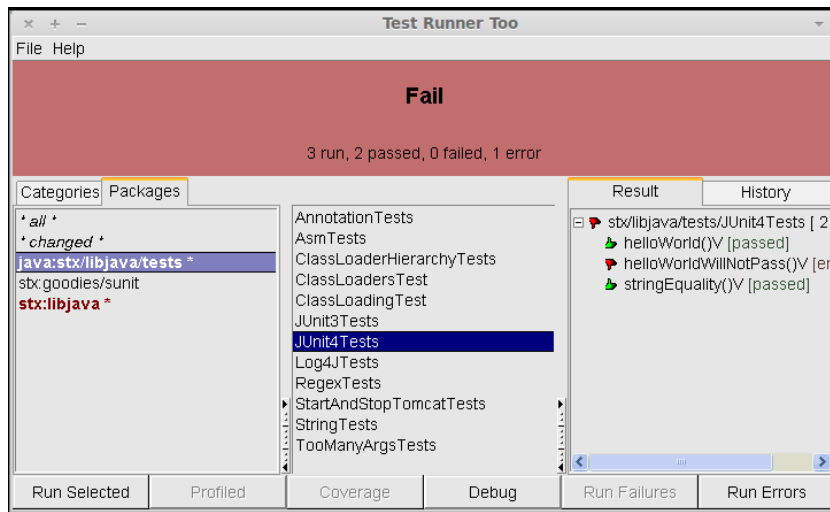 Test Runner Too
File Help
Fail
3 run, 2 passed, 0 failed, 1 error
Categories Packages
* all *
* changed *
java:stx/libjava/tests *
stx:goodies/sunit
stx:libjava *
AnnotationTests
AsmTests
ClassLoaderHierarchyTests
ClassLoadersTest
ClassLoadingTest
JUnit3Tests
JUnit4Tests
Log4JTests
RegexTests
StartAndStopTomcatTests
StringTests
TooManyArgsTests
Result History
stx/libjava/tests/JUnit4Tests [ 2
helloWorld()V [passed]
helloWorldWillNotPass()V [er
stringEquality()V [passed]
Run Selected Profiled Coverage Debug Run Failures Run Errors